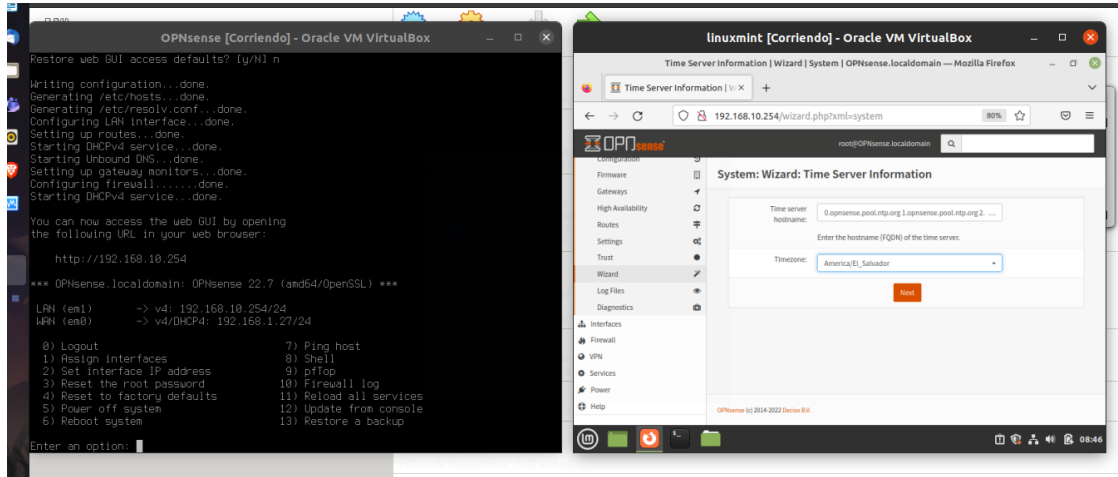 OPNsense [Corriendo] - Oracle VM VirtualBox
Restore web GUI access defaults? [y/N] n
Writing configuration...done.
Generating /etc/hosts...done.
Generating /etc/resolv.conf...done.
Configuring LAN interface...done.
Setting up routes...done.
Starting DHCPv4 service...done.
Starting Unbound DNS...done.
Setting up gateway monitors...done.
Configuring firewall.......done.
Starting DHCPv4 service...done.
You can now access the web GUI by opening
the following URL in your web browser:
http://192.168.10.254
*** OPNsense.localdomain: OPNsense 22.7 (amd64/OpenSSL) ***
LAN (em1) -> v4: 192.168.10.254/24
WAN (em0) -> v4/DHCP4: 192.168.1.27/24
0) Logout 7) Ping host
1) Assign interfaces 8) Shell
2) Set interface IP address 9) pfTop
3) Reset the root password 10) Firewall log
4) Reset to factory defaults 11) Reload all services
5) Power off system 12) Update from console
6) Reboot system 13) Restore a backup
Enter an option:
linuxmint [Corriendo] - Oracle VM VirtualBox
Time Server Information | Wizard | System | OPNsense.localdomain — Mozilla Firefox
Time Server Information | W
192.168.10.254/wizard.php?xml=system 80%
OPNsense root@OPNsense.localdomain
Configuration
Firmware
Gateways
High Availability
Routes
Settings
Trust
Wizard
Log Files
Diagnostics
Interfaces
Firewall
VPN
Services
Power
Help
System: Wizard: Time Server Information
Time server hostname: 0.opnsense.pool.ntp.org 1.opnsense.pool.ntp.org 2. ...
Enter the hostname (FQDN) of the time server.
Timezone: America/El_Salvador
Next
OPNsense (c) 2014-2022 Deciso B.V.
08:46